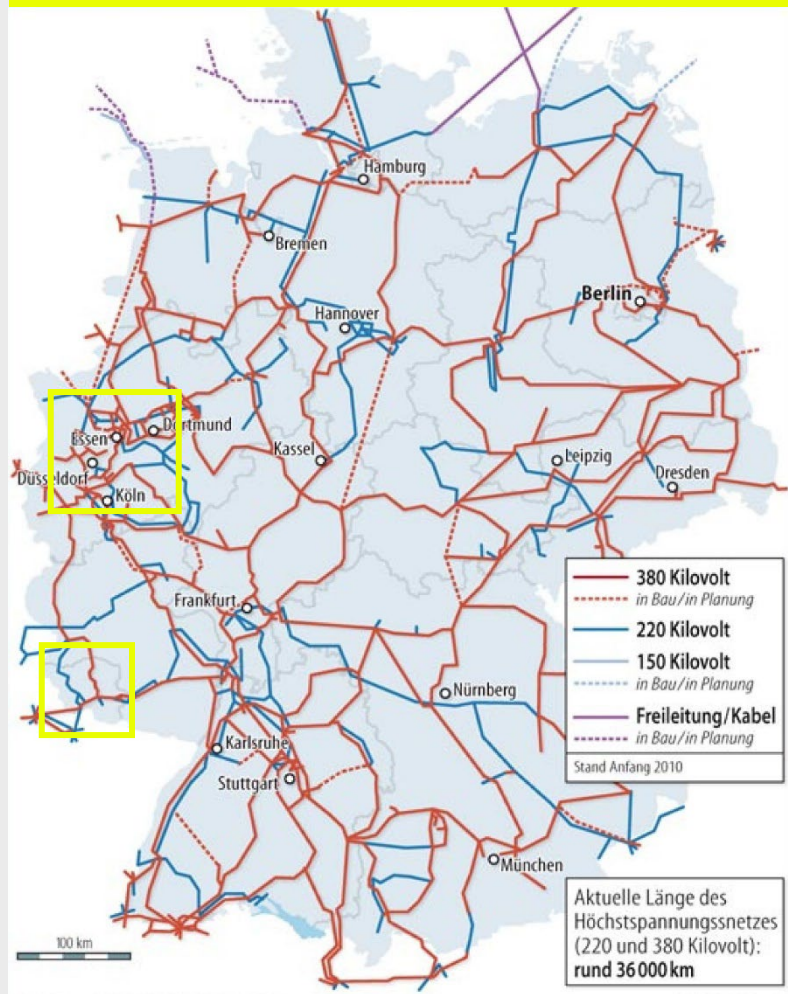 Hamburg
Bremen
Berlin
Hannover
Dortmund
Essen
Kassel
Düsseldorf
Leipzig
Dresden
Köln
380 Kilovolt
in Bau/in Planung
220 Kilovolt
150 Kilovolt
in Bau/in Planung
Freileitung/Kabel
in Bau/in Planung
Stand Anfang 2010
Frankfurt
Nürnberg
Karlsruhe
Stuttgart
München
Aktuelle Länge des
Höchstspannungssnetzes
(220 und 380 Kilovolt):
rund 36 000 km
100 km